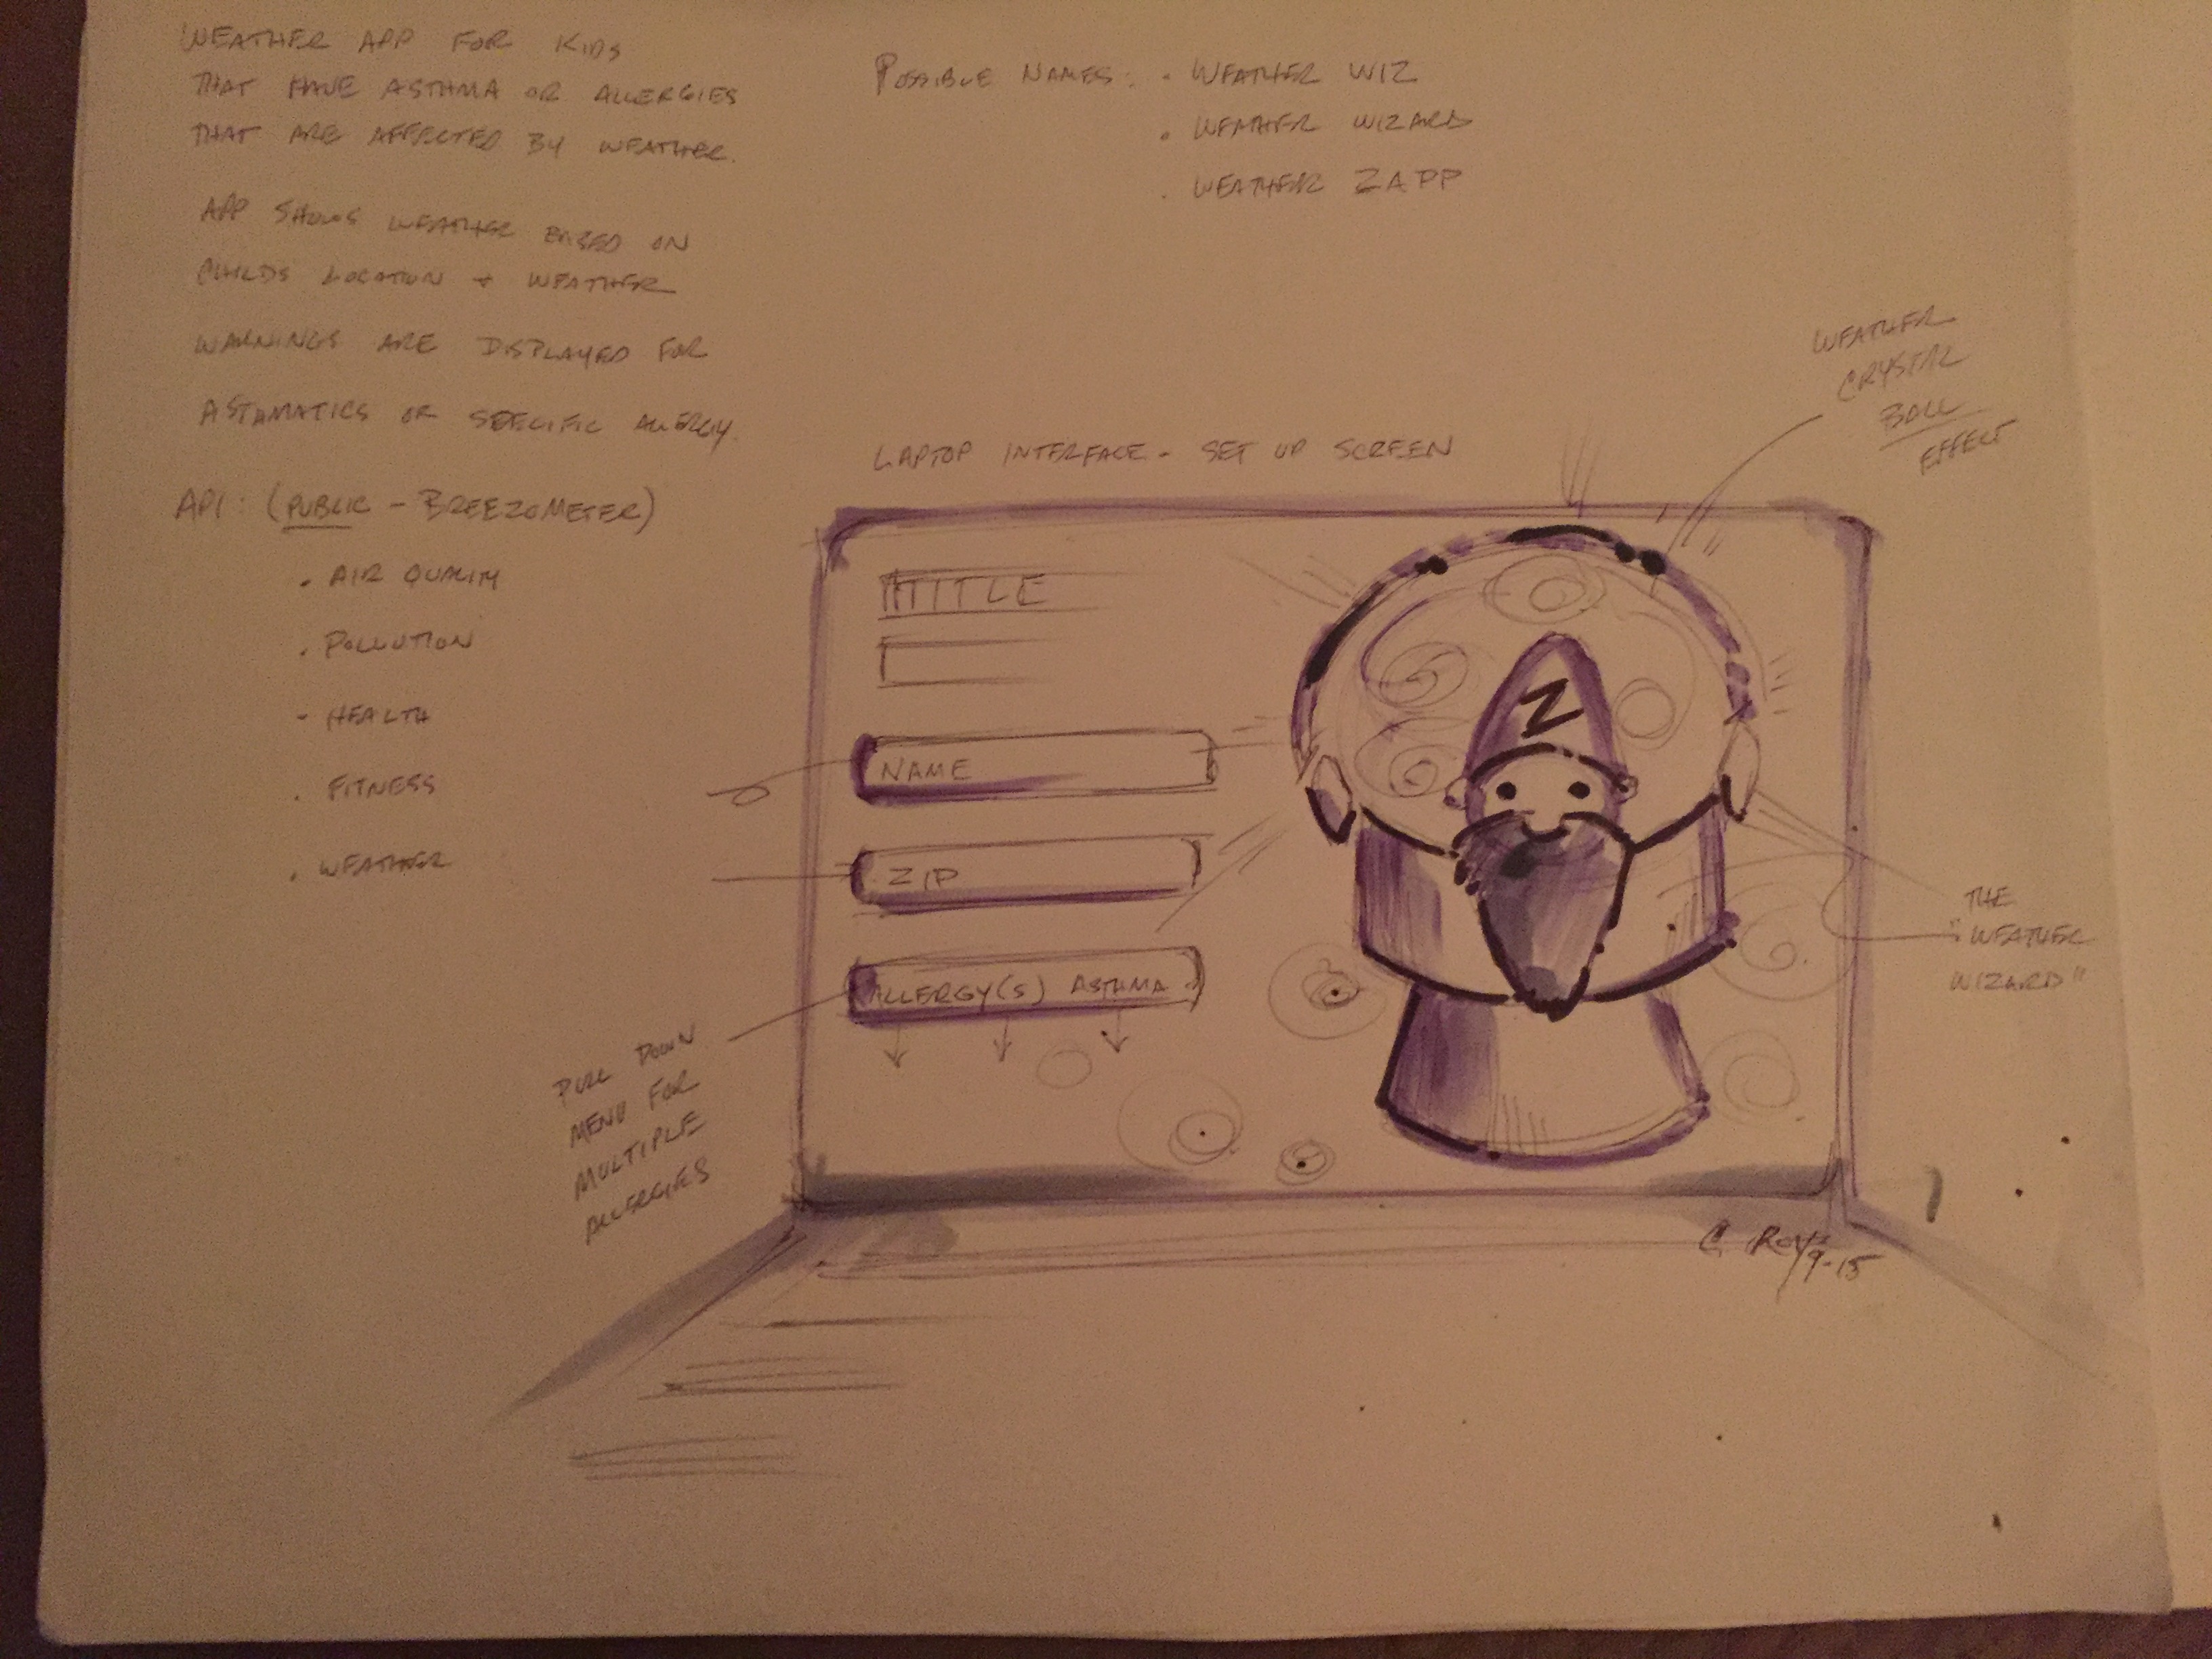 WEATHER APP FOR KIDS
THAT HAVE ASTHMA OR ALLERGIES
THAT ARE AFFECTED BY WEATHER.
APP SHOWS WEATHER BASED ON
CHILDS LOCATION + WEATHER
WARNINGS ARE DISPLAYED FOR
ASTHMATICS OR SPECIFIC ALLERGY.
API: (PUBLIC - BREEZOMETER)
. AIR QUALITY
. POLLUTION
- HEALTH
. FITNESS
. WEATHER
POSSIBLE NAMES: . WEATHER WIZ
. WEATHER WIZARD
. WEATHER ZAPP
LAPTOP INTERFACE - SET UP SCREEN
WEATHER
CRYSTAL
BALL
EFFECT
TITLE
NAME
ZIP
ALLERGY(S) ASTHMA
Z
PULL DOWN
MENU FOR
MULTIPLE
ALLERGIES
THE
"WEATHER
WIZARD"
C
9-15